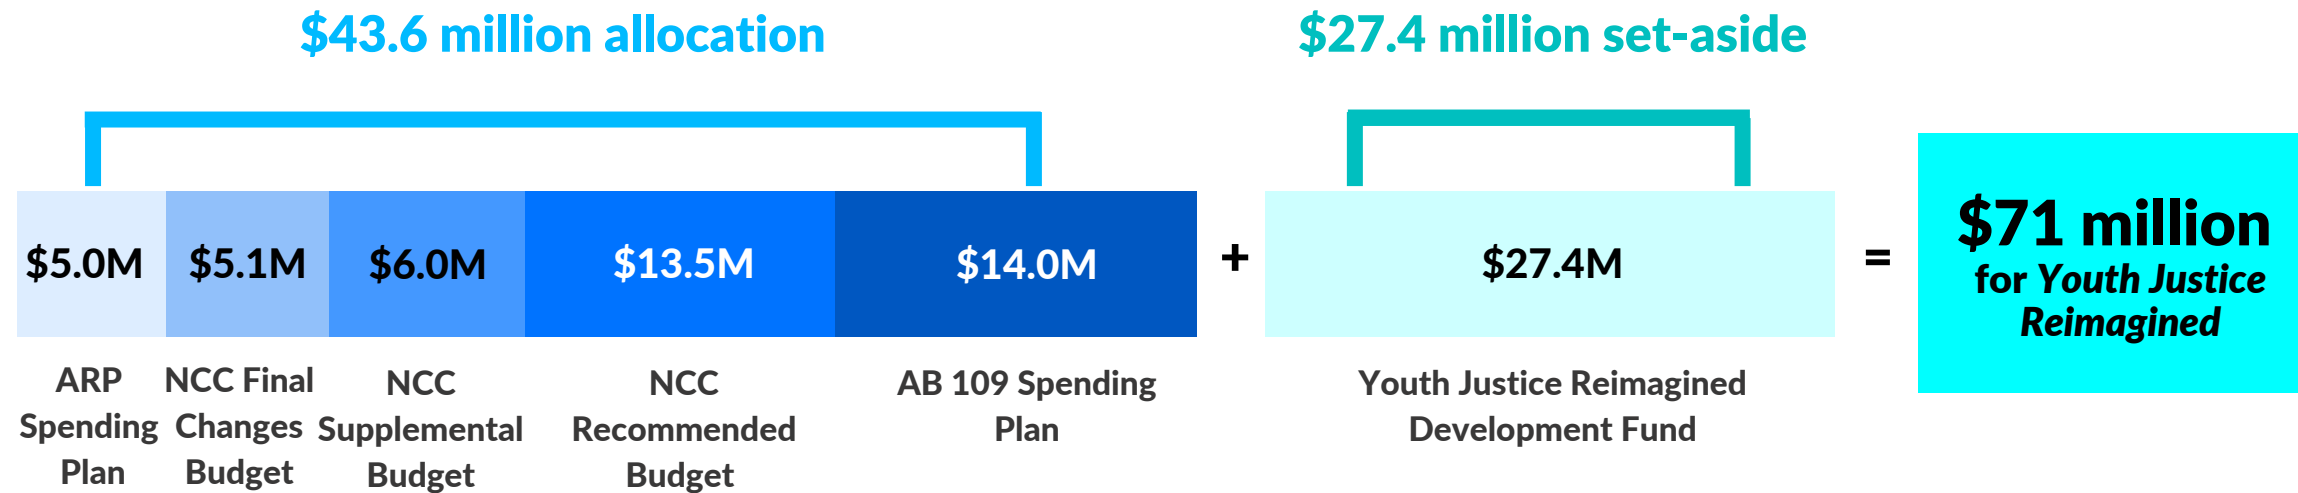 $43.6 million allocation
$27.4 million set-aside
$5.0M
$5.1M
$6.0M
$13.5M
$14.0M
+
$27.4M
=
$71 million
for Youth Justice
Reimagined
ARP
Spending
Plan
NCC Final
Changes
Budget
NCC
Supplemental
Budget
NCC
Recommended
Budget
AB 109 Spending
Plan
Youth Justice Reimagined
Development Fund